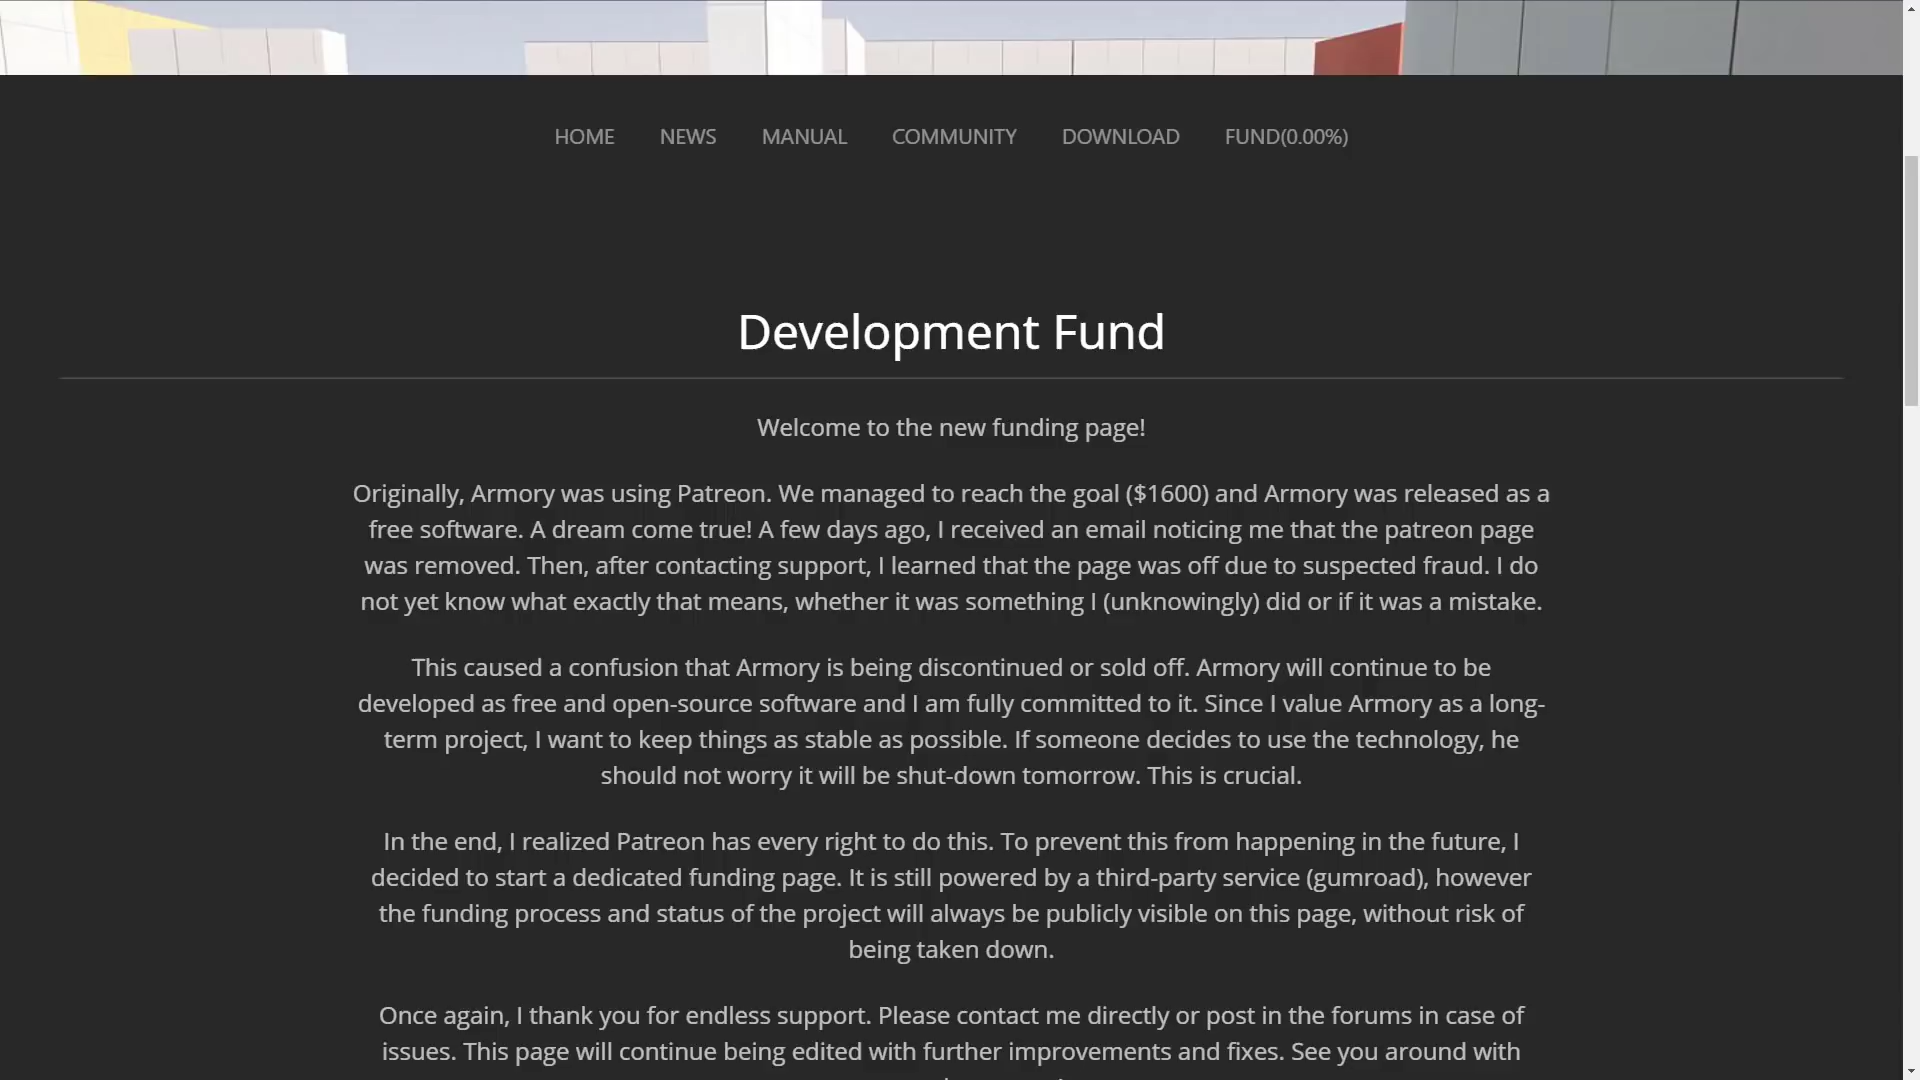 HOME NEWS MANUAL COMMUNITY DOWNLOAD FUND(0.00%)
Development Fund
Welcome to the new funding page!
Originally, Armory was using Patreon. We managed to reach the goal ($1600) and Armory was released as a
free software. A dream come true! A few days ago, I received an email noticing me that the patreon page
was removed. Then, after contacting support, I learned that the page was off due to suspected fraud. I do
not yet know what exactly that means, whether it was something I (unknowingly) did or if it was a mistake.
This caused a confusion that Armory is being discontinued or sold off. Armory will continue to be
developed as free and open-source software and I am fully committed to it. Since I value Armory as a long-
term project, I want to keep things as stable as possible. If someone decides to use the technology, he
should not worry it will be shut-down tomorrow. This is crucial.
In the end, I realized Patreon has every right to do this. To prevent this from happening in the future, I
decided to start a dedicated funding page. It is still powered by a third-party service (gumroad), however
the funding process and status of the project will always be publicly visible on this page, without risk of
being taken down.
Once again, I thank you for endless support. Please contact me directly or post in the forums in case of
issues. This page will continue being edited with further improvements and fixes. See you around with